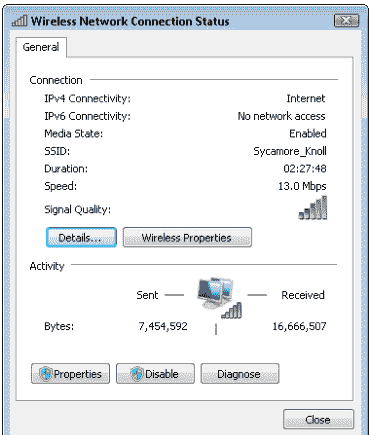 Wireless Network Connection Status
General
Connection
IPv4 Connectivity: Internet
IPv6 Connectivity: No network access
Media State: Enabled
SSID: Sycamore_Knoll
Duration: 02:27:48
Speed: 13.0 Mbps
Signal Quality:
Details... Wireless Properties
Activity
Sent Received
Bytes: 7,454,592 16,666,507
Properties Disable Diagnose
Close